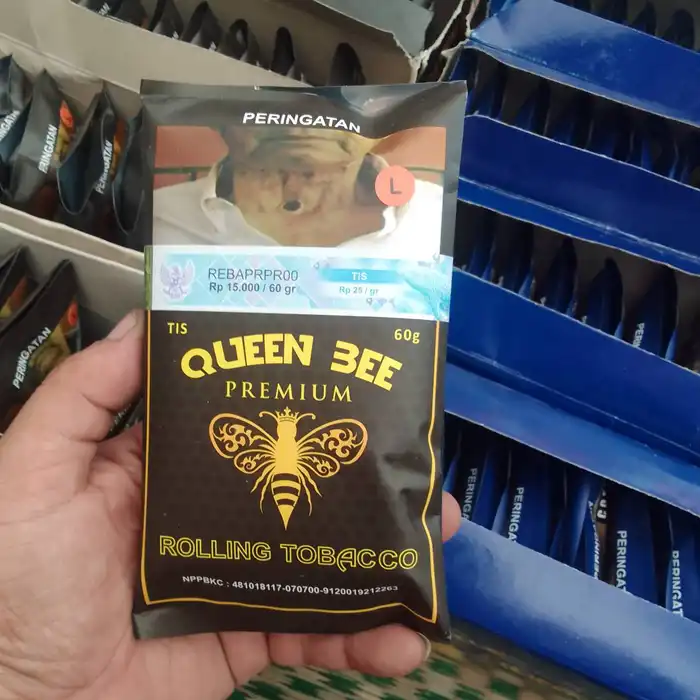 PERINGATAN
L
REBAPRPR00
TIS
Rp 15.000 / 60 gr
Rp 25 / gr
TIS
60g
QUEEN BEE
PREMIUM
ROLLING TOBACCO
NPPBKC : 481018117-070700-9120019212263
PERINGATAN
PERINGATAN
PERINGATAN